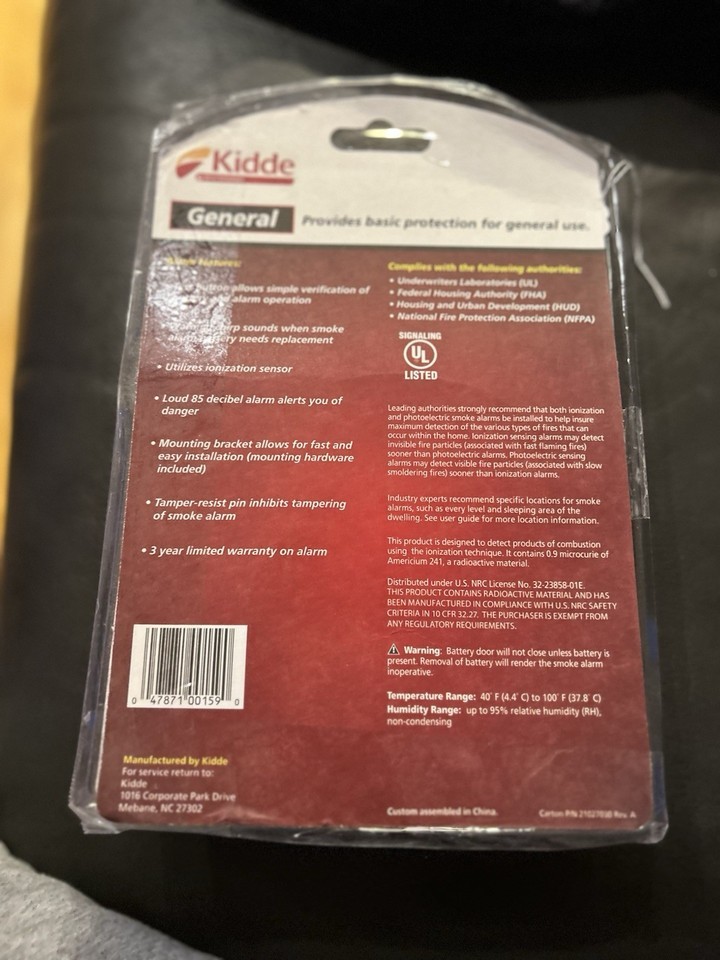 Kidde
General
Provides basic protection for general use.
features:
button allows simple verification of
and alarm operation
sounds when smoke
needs replacement
• Utilizes ionization sensor
• Loud 85 decibel alarm alerts you of
danger
• Mounting bracket allows for fast and
easy installation (mounting hardware
included)
• Tamper-resist pin inhibits tampering
of smoke alarm
• 3 year limited warranty on alarm
0 47871 00159 0
Manufactured by Kidde
For service return to:
Kidde
1016 Corporate Park Drive
Mebane, NC 27302
Complies with the following authorities:
• Underwriters Laboratories (UL)
• Federal Housing Authority (FHA)
• Housing and Urban Development (HUD)
• National Fire Protection Association (NFPA)
SIGNALING
UL
LISTED
Leading authorities strongly recommend that both ionization
and photoelectric smoke alarms be installed to help insure
maximum detection of the various types of fires that can
occur within the home. Ionization sensing alarms may detect
invisible fire particles (associated with fast flaming fires)
sooner than photoelectric alarms. Photoelectric sensing
alarms may detect visible fire particles (associated with slow
smoldering fires) sooner than ionization alarms.
Industry experts recommend specific locations for smoke
alarms, such as every level and sleeping area of the
dwelling. See user guide for more location information.
This product is designed to detect products of combustion
using the ionization technique. It contains 0.9 microcurie of
Americium 241, a radioactive material.
Distributed under U.S. NRC License No. 32-23858-01E.
THIS PRODUCT CONTAINS RADIOACTIVE MATERIAL AND HAS
BEEN MANUFACTURED IN COMPLIANCE WITH U.S. NRC SAFETY
CRITERIA IN 10 CFR 32.27. THE PURCHASER IS EXEMPT FROM
ANY REGULATORY REQUIREMENTS.
Warning: Battery door will not close unless battery is
present. Removal of battery will render the smoke alarm
inoperative.
Temperature Range: 40° F (4.4° C) to 100° F (37.8° C)
Humidity Range: up to 95% relative humidity (RH),
non-condensing
Custom assembled in China.
Carton P/N 21027030 Rev. A